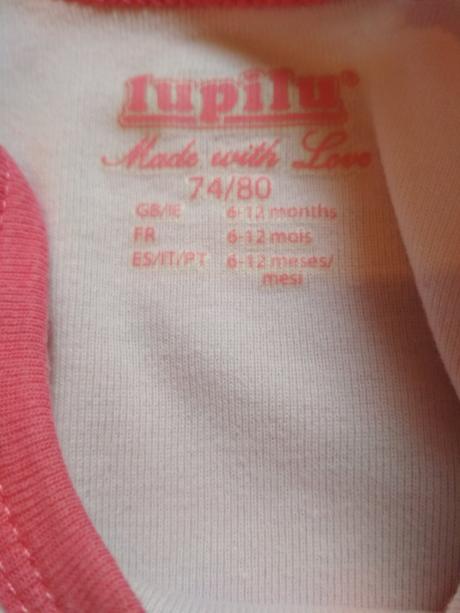 lupilu®
Made with Love
74/80
GB/IE 6-12 months
FR 6-12 mois
ES/IT/PT 6-12 meses/
mesi